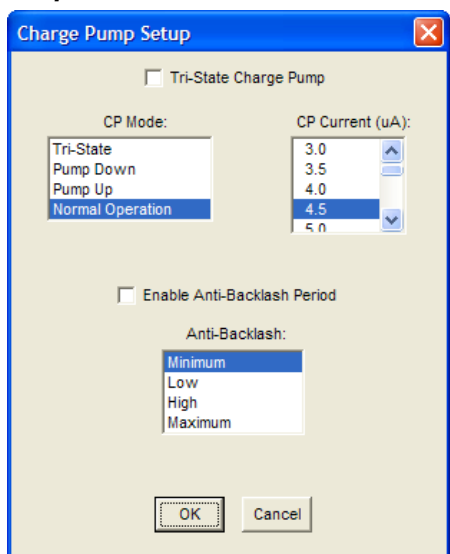 Charge Pump Setup
Tri-State Charge Pump
CP Mode:
CP Current (uA):
Tri-State
Pump Down
Pump Up
Normal Operation
3.0
3.5
4.0
4.5
5.0
Enable Anti-Backlash Period
Anti-Backlash:
Minimum
Low
High
Maximum
OK
Cancel